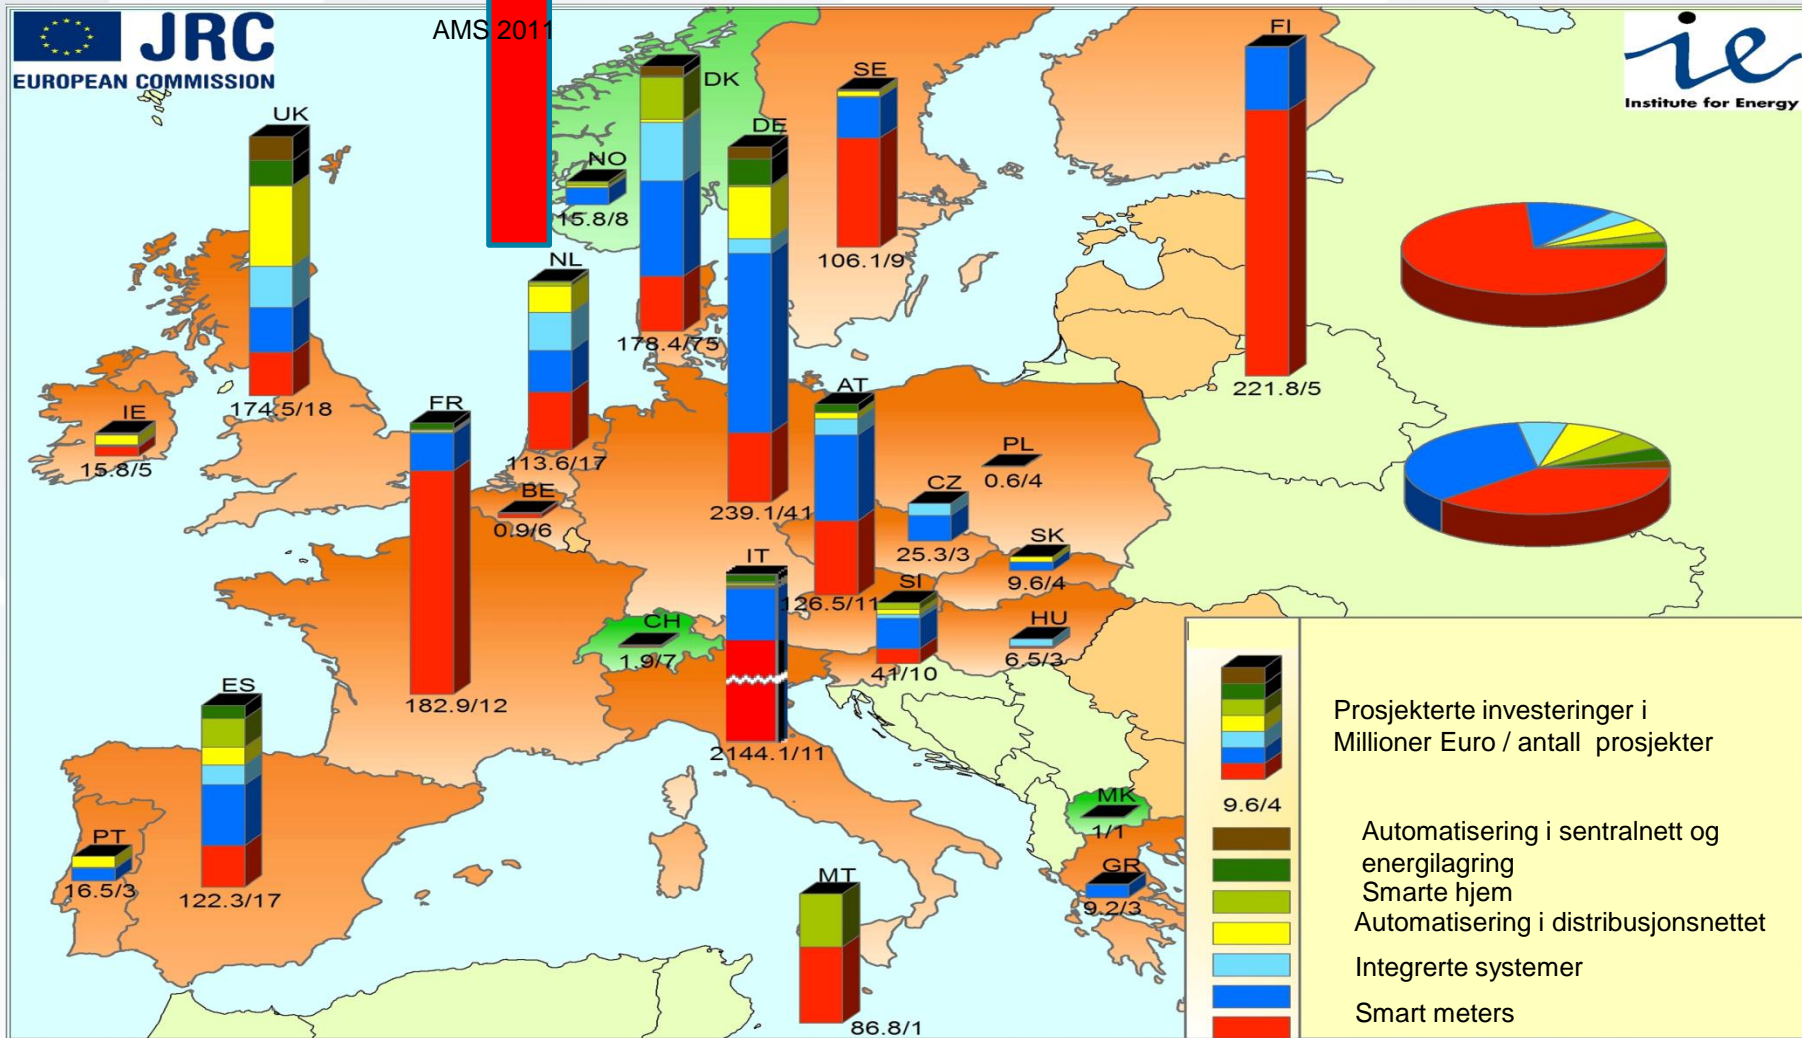 JRC
EUROPEAN COMMISSION
AMS 2011
ie
Institute for Energy
FI
221.8/5
SE
106.1/9
DK
178.4/75
DE
239.1/41
NO
15.8/8
UK
174.5/18
NL
113.6/17
IE
15.8/5
FR
182.9/12
BE
0.9/6
AT
126.5/11
PL
0.6/4
CZ
25.3/3
SK
9.6/4
IT
2144.1/11
SI
41/10
HU
6.5/3
CH
1.9/7
ES
122.3/17
PT
16.5/3
MT
86.8/1
MK
1/1
GR
9.2/3
Prosjekterte investeringer i
Millioner Euro / antall prosjekter
9.6/4
Automatisering i sentralnett og
energilagring
Smarte hjem
Automatisering i distribusjonsnettet
Integrerte systemer
Smart meters